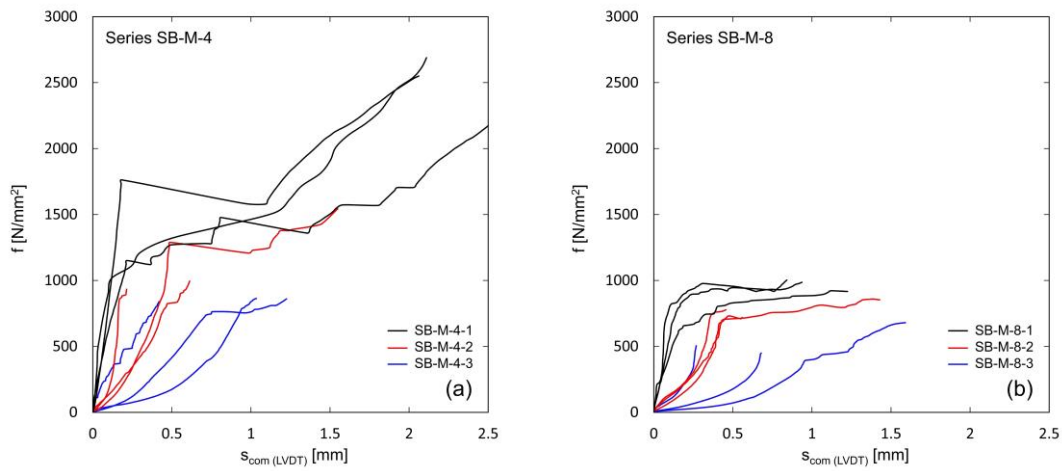 Series SB-M-4
3000
2500
2000
1500
1000
500
0
f [N/mm²]
SB-M-4-1
SB-M-4-2
SB-M-4-3
(a)
0 0.5 1 1.5 2 2.5
s_com (LVDT) [mm]
Series SB-M-8
3000
2500
2000
1500
1000
500
0
f [N/mm²]
SB-M-8-1
SB-M-8-2
SB-M-8-3
(b)
0 0.5 1 1.5 2 2.5
s_com (LVDT) [mm]